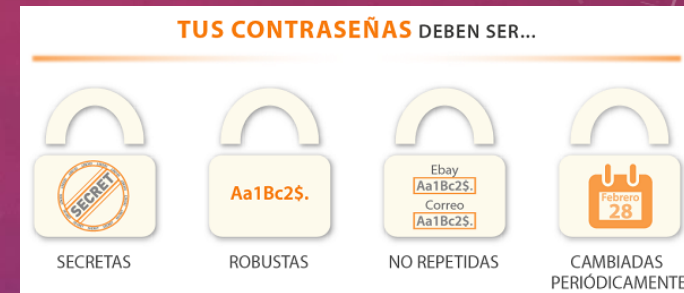 TUS CONTRASEÑAS DEBEN SER...
SECRET
Aa1Bc2$.
Ebay
Aa1Bc2$.
Correo
Aa1Bc2$.
Febrero
28
SECRETAS
ROBUSTAS
NO REPETIDAS
CAMBIADAS
PERIÓDICAMENTE